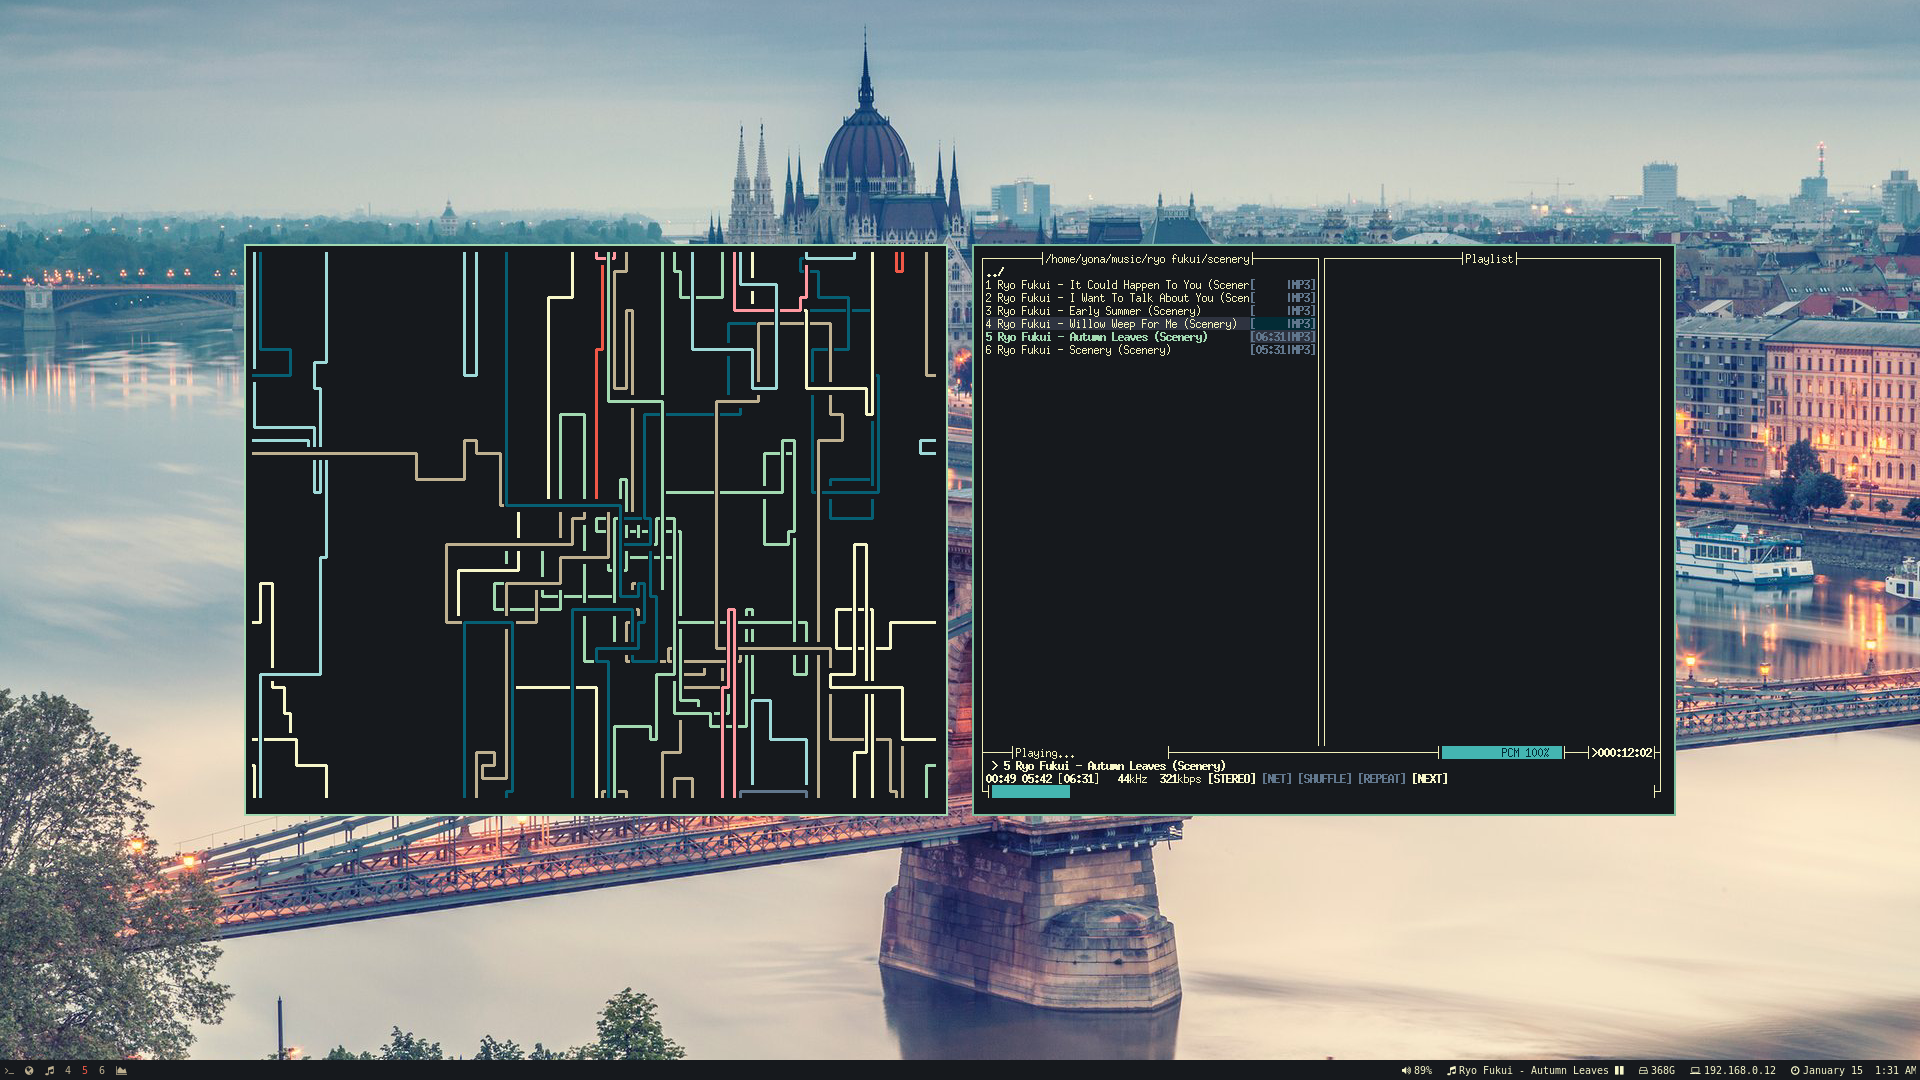 /home/yona/music/ryo fukui/scenery
Playlist
../
1 Ryo Fukui - It Could Happen To You (Scener[ |MP3]
2 Ryo Fukui - I Want To Talk About You (Scen[ |MP3]
3 Ryo Fukui - Early Summer (Scenery) |MP3]
4 Ryo Fukui - Willow Weep For Me (Scenery) [ |MP3]
5 Ryo Fukui - Autumn Leaves (Scenery) [06:31|MP3]
6 Ryo Fukui - Scenery (Scenery) [05:31|MP3]
Playing...
PCM 100%
>000:12:02
> 5 Ryo Fukui - Autumn Leaves (Scenery)
00:49 05:42 [06:31] 44kHz 321kbps [STEREO] [NET] [SHUFFLE] [REPEAT] [NEXT]
>_ 4 5 6
89% Ryo Fukui - Autumn Leaves 368G 192.168.0.12 January 15 1:31 AM